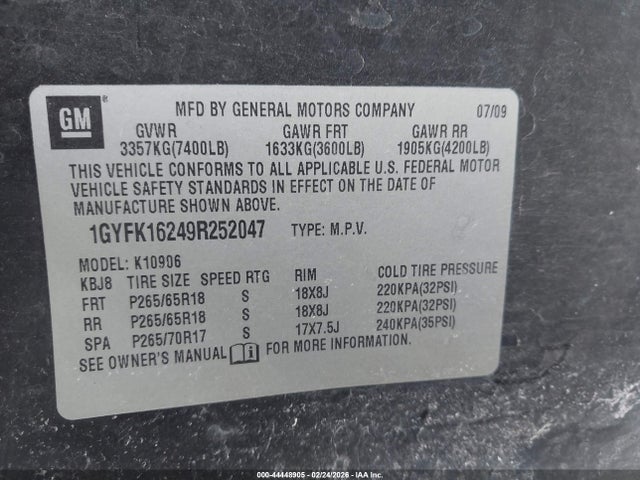 GM
MFD BY GENERAL MOTORS COMPANY 07/09
GVWR GAWR FRT GAWR RR
3357KG(7400LB) 1633KG(3600LB) 1905KG(4200LB)
THIS VEHICLE CONFORMS TO ALL APPLICABLE U.S. FEDERAL MOTOR
VEHICLE SAFETY STANDARDS IN EFFECT ON THE DATE OF
MANUFACTURE SHOWN ABOVE.
1GYFK16249R252047 TYPE: M.P.V.
MODEL: K10906
KBJ8 TIRE SIZE SPEED RTG RIM COLD TIRE PRESSURE
FRT P265/65R18 S 18X8J 220KPA(32PSI)
RR P265/65R18 S 18X8J 220KPA(32PSI)
SPA P265/70R17 S 17X7.5J 240KPA(35PSI)
SEE OWNER'S MANUAL FOR MORE INFORMATION.
000-44448905 - 02/24/2026 - IAA Inc.